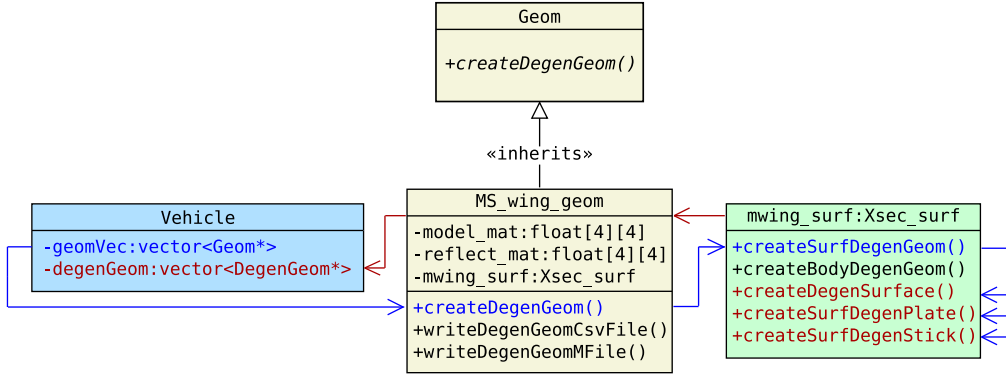 Geom
+createDegenGeom()
«inherits»
Vehicle
-geomVec:vector<Geom*>
-degenGeom:vector<DegenGeom*>
MS_wing_geom
-model_mat:float[4][4]
-reflect_mat:float[4][4]
-mwing_surf:Xsec_surf
+createDegenGeom()
+writeDegenGeomCsvFile()
+writeDegenGeomMFile()
mwing_surf:Xsec_surf
+createSurfDegenGeom()
+createBodyDegenGeom()
+createDegenSurface()
+createSurfDegenPlate()
+createSurfDegenStick()